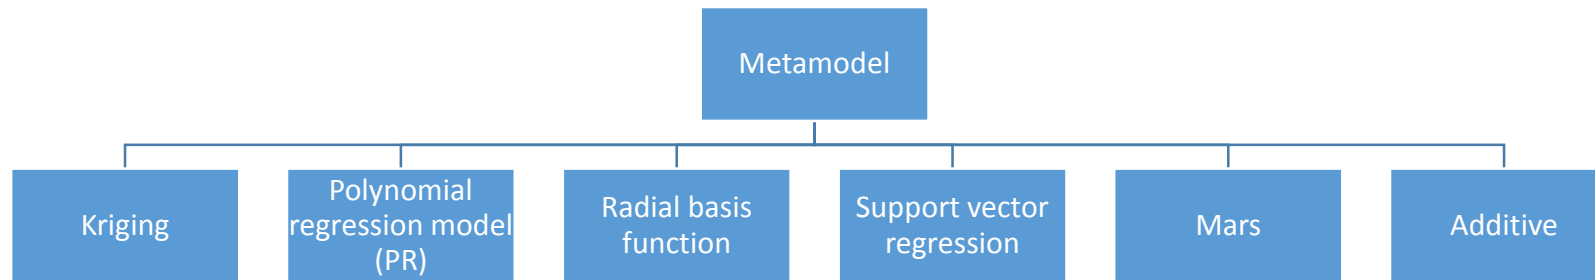 Metamodel
Kriging
Polynomial
regression model
(PR)
Radial basis
function
Support vector
regression
Mars
Additive